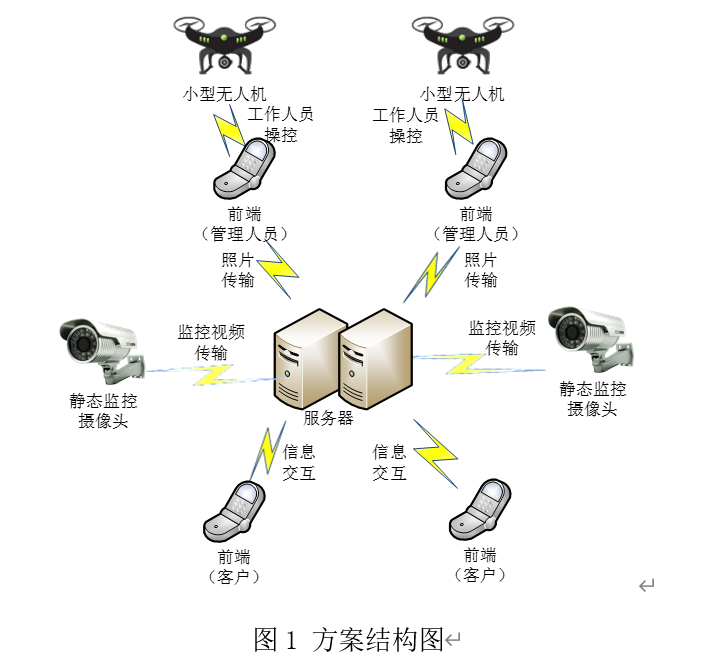 小型无人机
小型无人机
工作人员
操控
工作人员
操控
前端
（管理人员）
前端
（管理人员）
照片
传输
照片
传输
监控视频
传输
监控视频
传输
静态监控
摄像头
静态监控
摄像头
服务器
信息
交互
信息
交互
前端
（客户）
前端
（客户）
图1 方案结构图